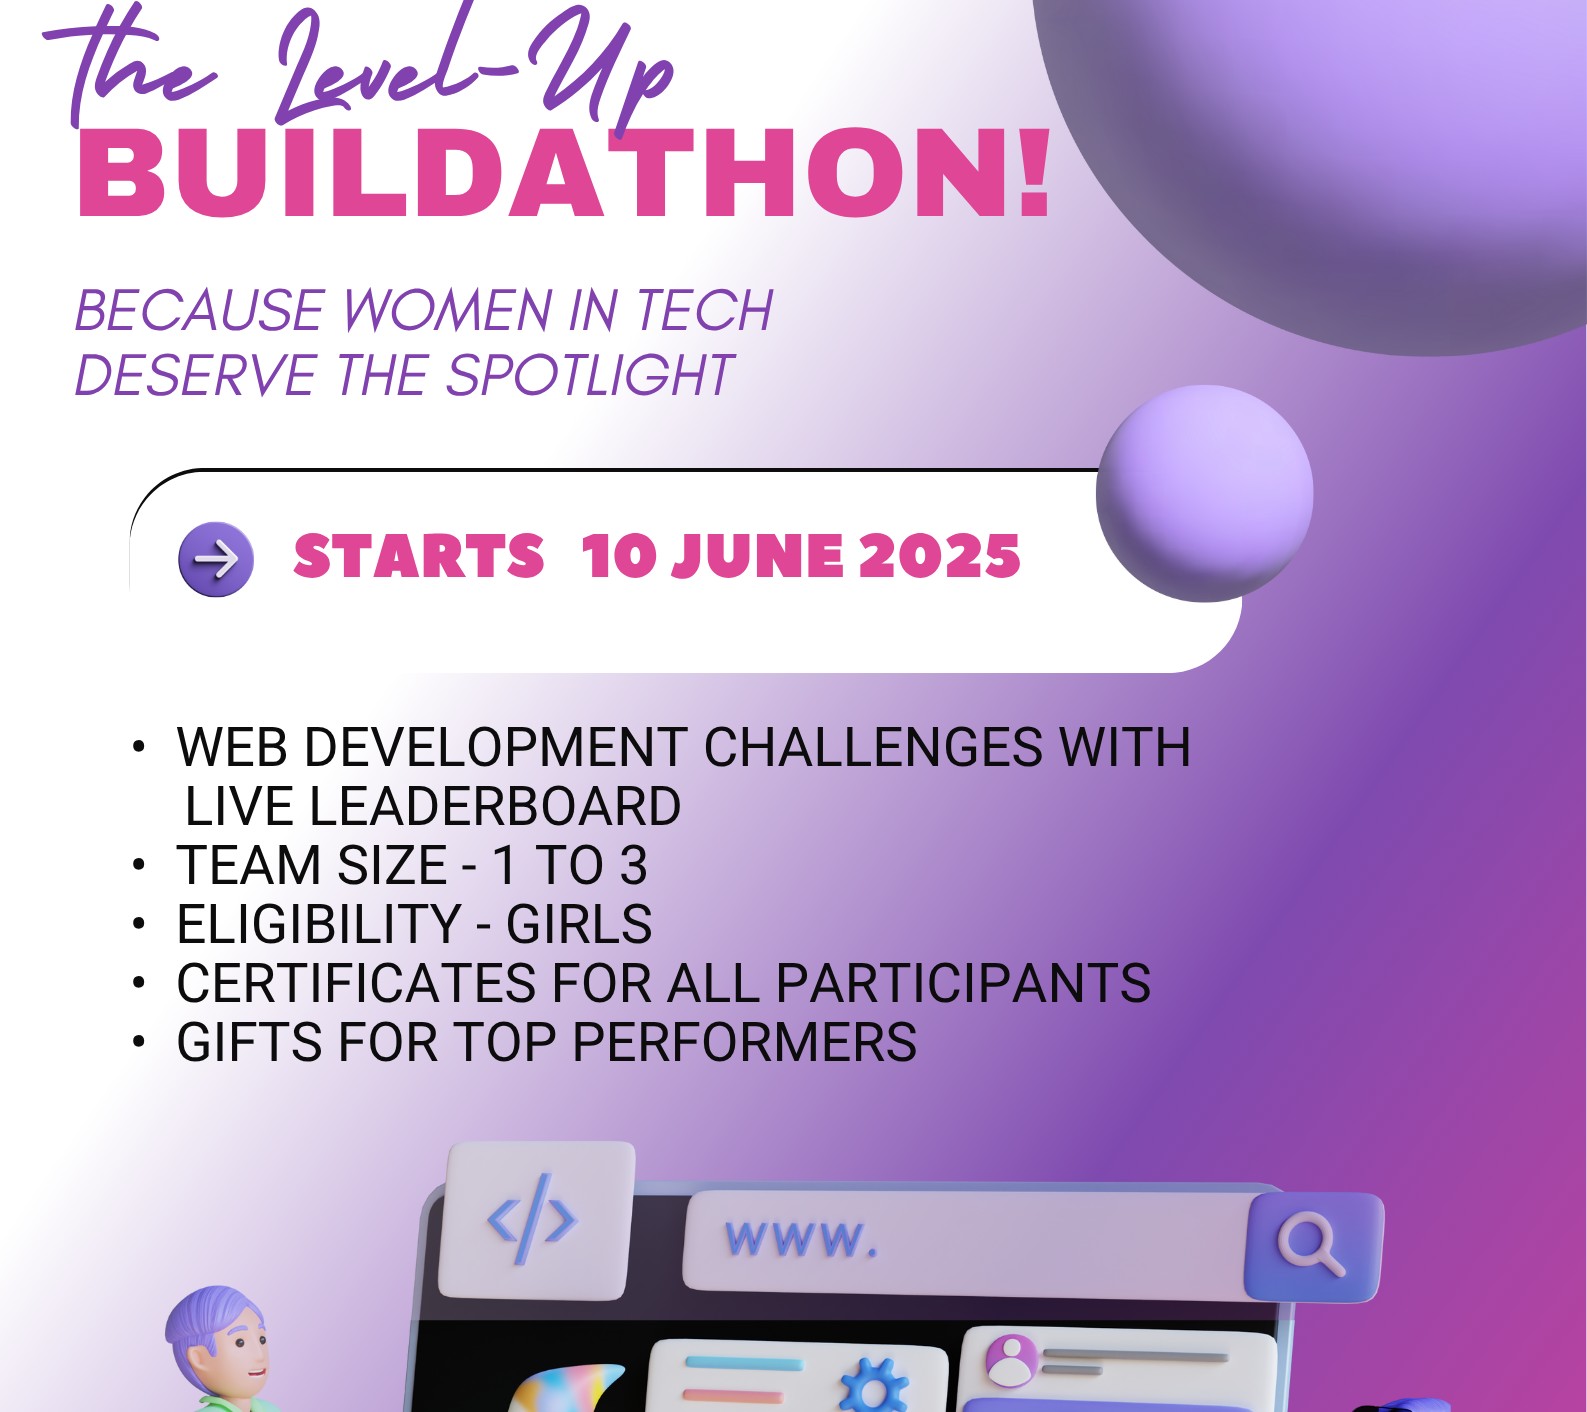 The Level-Up
BUILDATHON!
BECAUSE WOMEN IN TECH
DESERVE THE SPOTLIGHT
STARTS 10 JUNE 2025
• WEB DEVELOPMENT CHALLENGES WITH
LIVE LEADERBOARD
• TEAM SIZE - 1 TO 3
• ELIGIBILITY - GIRLS
• CERTIFICATES FOR ALL PARTICIPANTS
• GIFTS FOR TOP PERFORMERS
</> www.